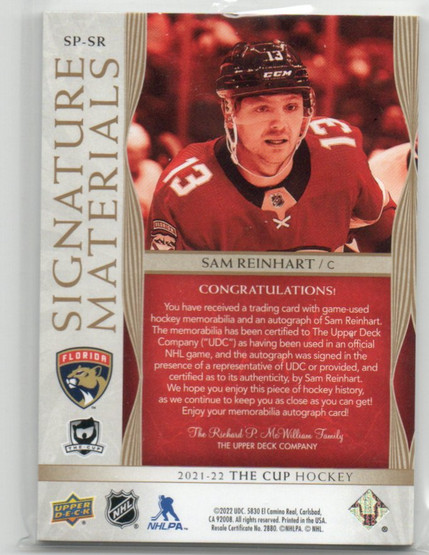 SP-SR
SIGNATURE
MATERIALS
13
CCM
13
13
SAM REINHART / C
CONGRATULATIONS!
You have received a trading card with game-used
hockey memorabilia and an autograph of Sam Reinhart.
The memorabilia has been certified to The Upper Deck
Company ("UDC") as having been used in an official
NHL game, and the autograph was signed in the
presence of a representative of UDC or provided, and
certified as to its authenticity, by Sam Reinhart.
We hope you enjoy this piece of hockey history,
as we continue to keep you as close as you can get!
Enjoy your memorabilia autograph card!
The Richard P. McWilliam Family
THE UPPER DECK COMPANY
FLORIDA
THE CUP
2021-22 THE CUP HOCKEY
UPPER
DECK
NHL
NHLPA
©2022 UDC, 5830 El Camino Real, Carlsbad,
CA 92008. All rights reserved. Printed in the USA.
Resale Certificate No. 2880. ©NHLPA. © NHL.